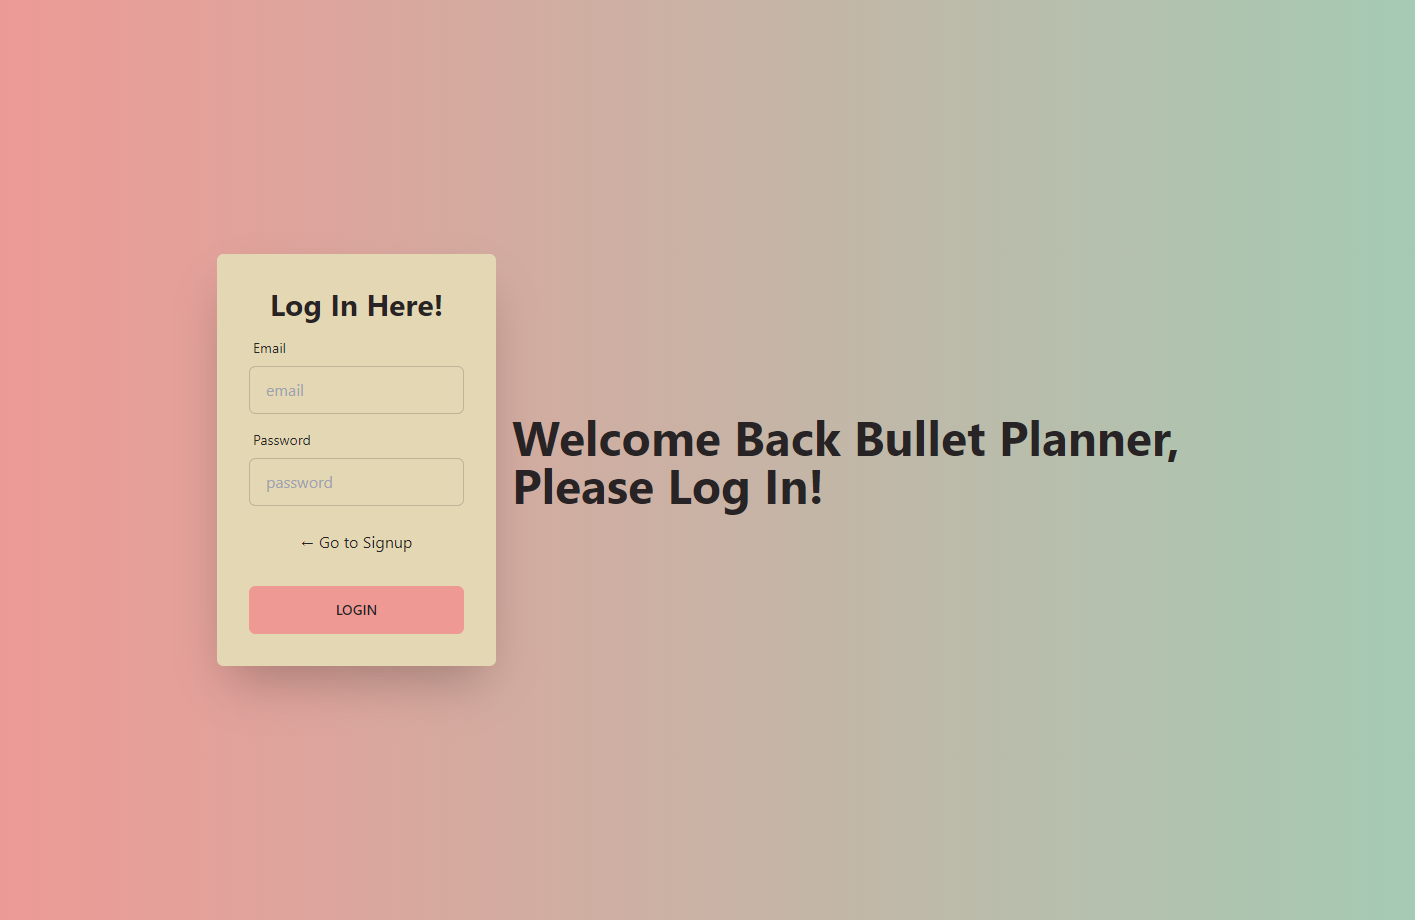 Log In Here!
Email
email
Password
password
← Go to Signup
LOGIN
Welcome Back Bullet Planner,
Please Log In!